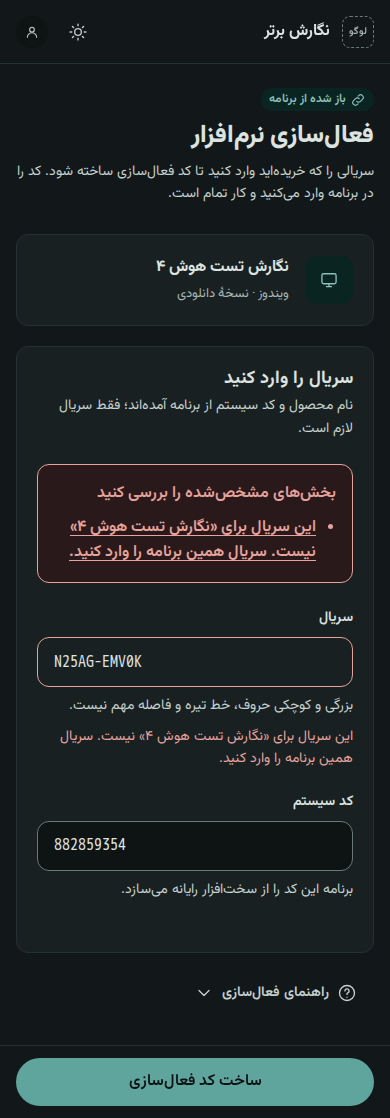 لوگو
نگارش برتر
باز شده از برنامه
فعال‌سازی نرم‌افزار
سریالی را که خریده‌اید وارد کنید تا کد فعال‌سازی ساخته شود. کد را
در برنامه وارد می‌کنید و کار تمام است.
نگارش تست هوش ۴
ویندوز · نسخهٔ دانلودی
سریال را وارد کنید
نام محصول و کد سیستم از برنامه آمده‌اند؛ فقط سریال
لازم است.
بخش‌های مشخص‌شده را بررسی کنید
• این سریال برای «نگارش تست هوش ۴»
نیست. سریال همین برنامه را وارد کنید.
سریال
N25AG-EMV0K
بزرگی و کوچکی حروف، خط تیره و فاصله مهم نیست.
این سریال برای «نگارش تست هوش ۴» نیست. سریال
همین برنامه را وارد کنید.
کد سیستم
882859354
برنامه این کد را از سخت‌افزار رایانه می‌سازد.
راهنمای فعال‌سازی
ساخت کد فعال‌سازی